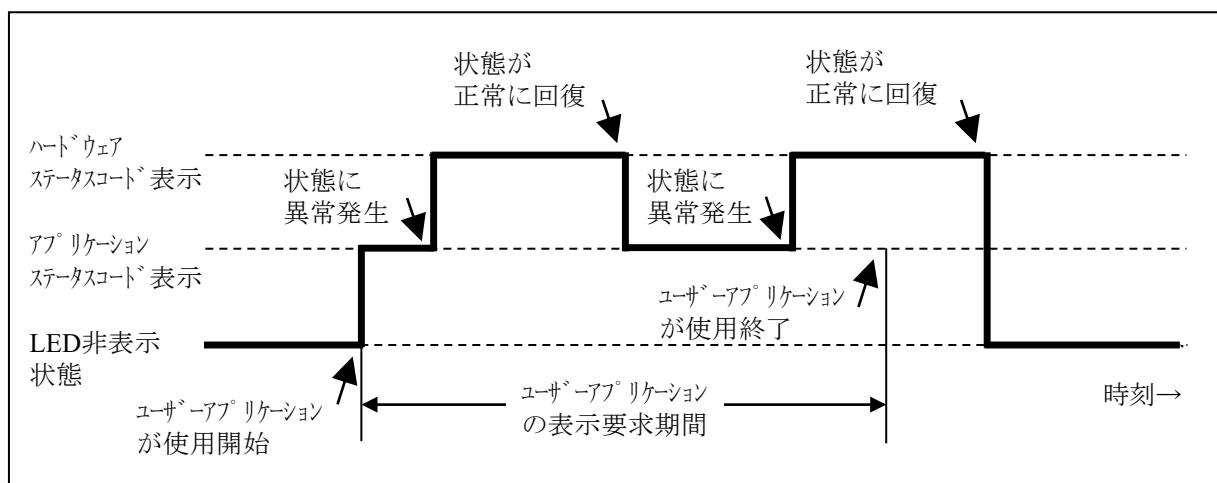 状態が
正常に回復
状態が
正常に回復
ﾊｰﾄﾞｳｪｱ
ｽﾃｰﾀｽｺｰﾄﾞ表示
状態に
異常発生
状態に
異常発生
ｱﾌﾟﾘｹｰｼｮﾝ
ｽﾃｰﾀｽｺｰﾄﾞ表示
ﾕｰｻﾞｰｱﾌﾟﾘｹｰｼｮﾝ
が使用終了
LED非表示
状態
ﾕｰｻﾞｰｱﾌﾟﾘｹｰｼｮﾝ
が使用開始
ﾕｰｻﾞｰｱﾌﾟﾘｹｰｼｮﾝ
の表示要求期間
時刻→